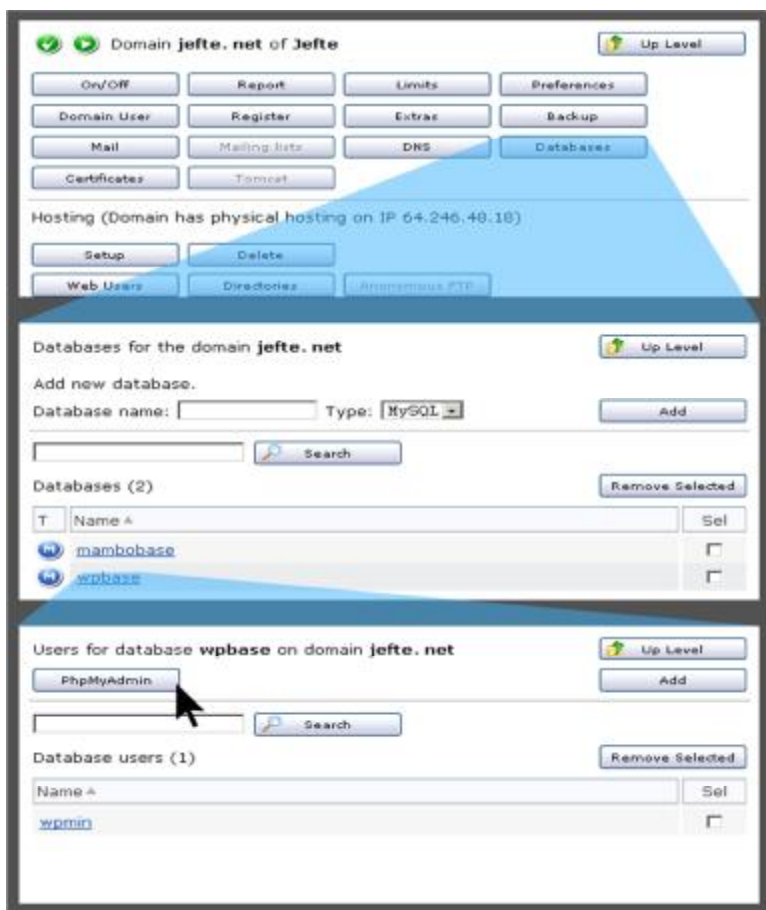 Domain jefte. net of Jefte
Up Level
On/Off Report Limits Preferences
Domain User Register Extras Backup
Mail Mailing lists DNS Databases
Certificates Tomcat
Hosting (Domain has physical hosting on IP 64.246.48.18)
Setup Delete
Web Users Directories Anonymous FTP
Databases for the domain jefte. net
Up Level
Add new database.
Database name: Type: MySQL Add
Search
Databases (2) Remove Selected
T Name Sel
mambobase
wpbase
Users for database wpbase on domain jefte. net
Up Level
PhpMyAdmin Add
Search
Database users (1) Remove Selected
Name Sel
wpmin